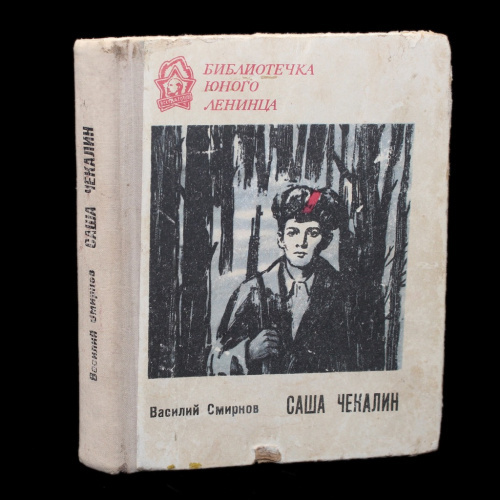 БИБЛИОТЕЧКА
ЮНОГО
ЛЕНИНЦА
Василий Смирнов САША ЧЕКАЛИН
Василий Смирнов САША ЧЕКАЛИН